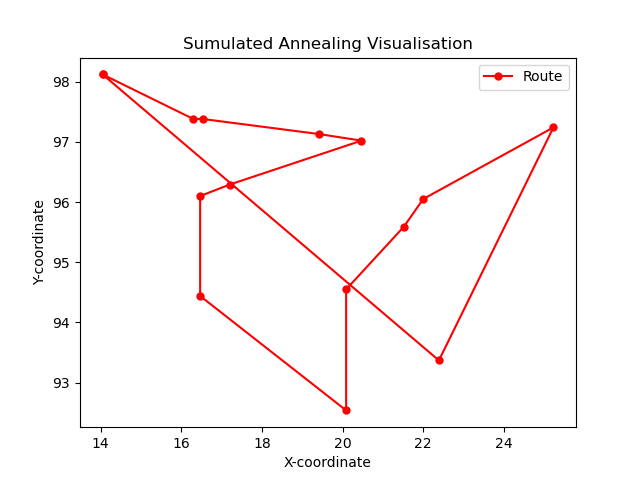 Sumulated Annealing Visualisation
Route
98
97
96
95
94
93
Y-coordinate
14 16 18 20 22 24
X-coordinate